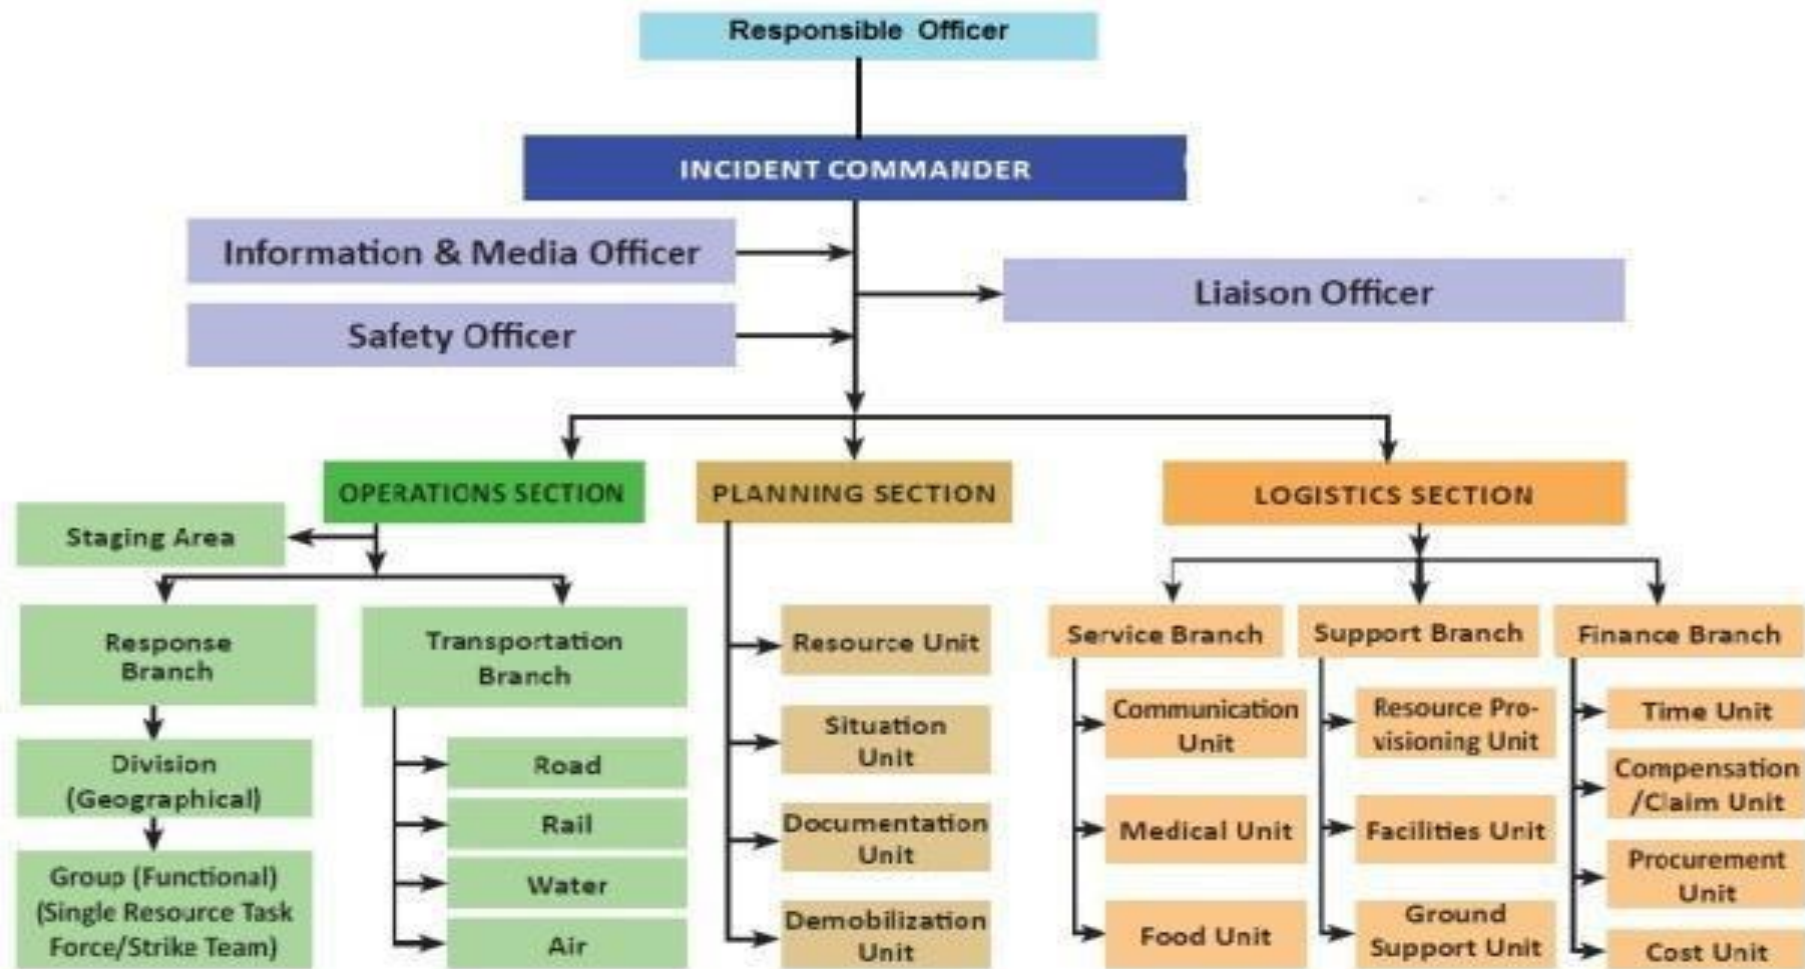 Responsible Officer
INCIDENT COMMANDER
Information & Media Officer
Liaison Officer
Safety Officer
OPERATIONS SECTION
PLANNING SECTION
LOGISTICS SECTION
Staging Area
Response
Branch
Transportation
Branch
Division
(Geographical)
Group (Functional)
(Single Resource Task
Force/Strike Team)
Road
Rail
Water
Air
Resource Unit
Situation
Unit
Documentation
Unit
Demobilization
Unit
Service Branch
Support Branch
Finance Branch
Communication
Unit
Medical Unit
Food Unit
Resource Pro-
visioning Unit
Facilities Unit
Ground
Support Unit
Time Unit
Compensation
/Claim Unit
Procurement
Unit
Cost Unit